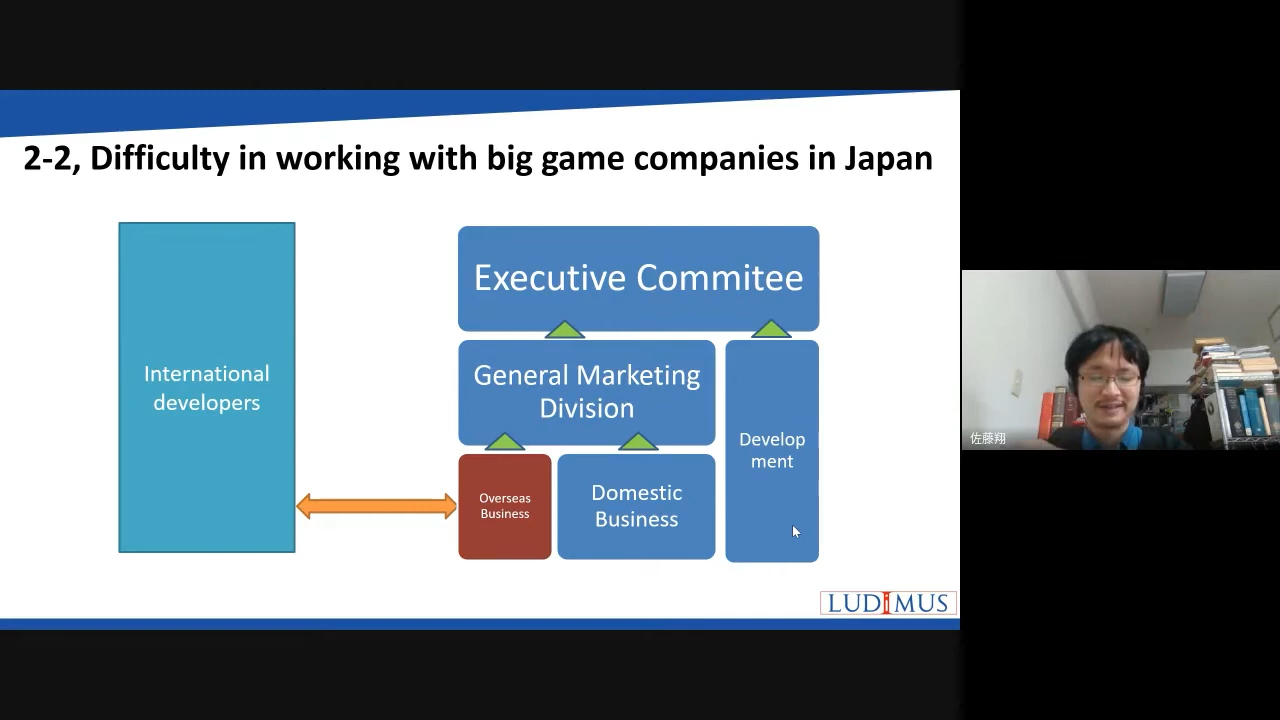 2-2, Difficulty in working with big game companies in Japan
International
developers
Executive Commitee
General Marketing
Division
Develop
ment
Overseas
Business
Domestic
Business
LUDiMUS
佐藤翔